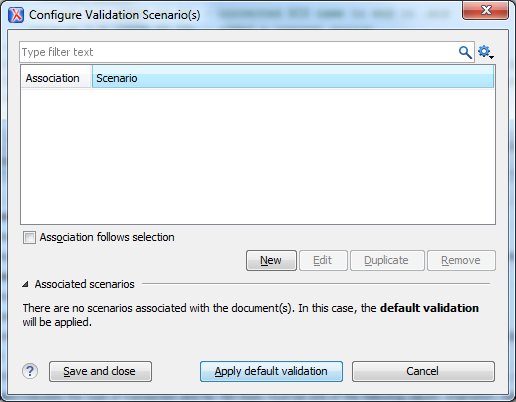 Configure Validation Scenario(s)
Type filter text
Association Scenario
Association follows selection
New Edit Duplicate Remove
Associated scenarios
There are no scenarios associated with the document(s). In this case, the default validation
will be applied.
? Save and close Apply default validation Cancel